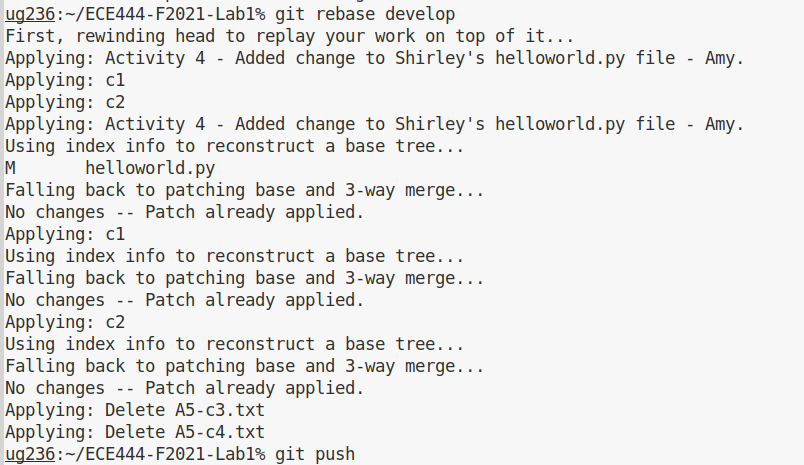 ug236:~/ECE444-F2021-Lab1% git rebase develop
First, rewinding head to replay your work on top of it...
Applying: Activity 4 - Added change to Shirley's helloworld.py file - Amy.
Applying: c1
Applying: c2
Applying: Activity 4 - Added change to Shirley's helloworld.py file - Amy.
Using index info to reconstruct a base tree...
M       helloworld.py
Falling back to patching base and 3-way merge...
No changes -- Patch already applied.
Applying: c1
Using index info to reconstruct a base tree...
Falling back to patching base and 3-way merge...
No changes -- Patch already applied.
Applying: c2
Using index info to reconstruct a base tree...
Falling back to patching base and 3-way merge...
No changes -- Patch already applied.
Applying: Delete A5-c3.txt
Applying: Delete A5-c4.txt
ug236:~/ECE444-F2021-Lab1% git push